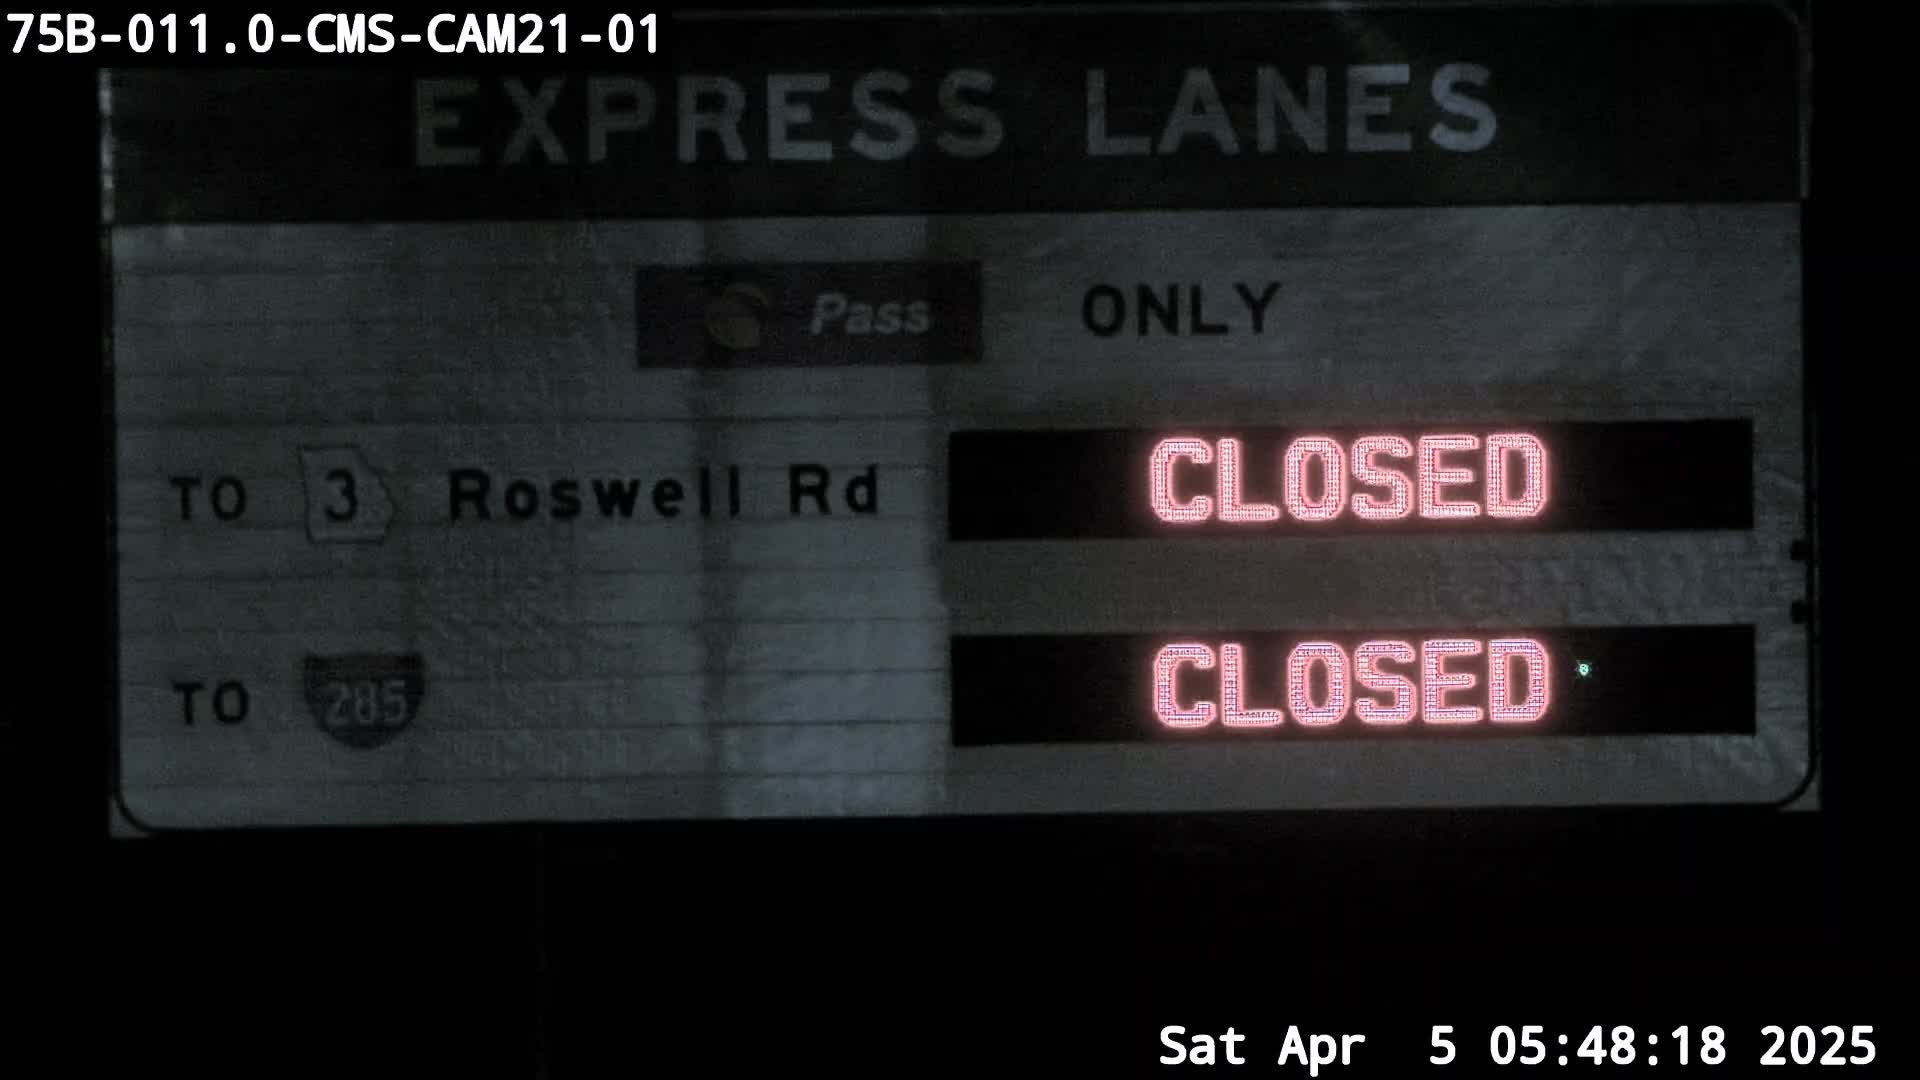 75B-011.0-CMS-CAM21-01
EXPRESS LANES
Pass ONLY
TO 3 Roswell Rd CLOSED
TO 285 CLOSED
Sat Apr 5 05:48:18 2025